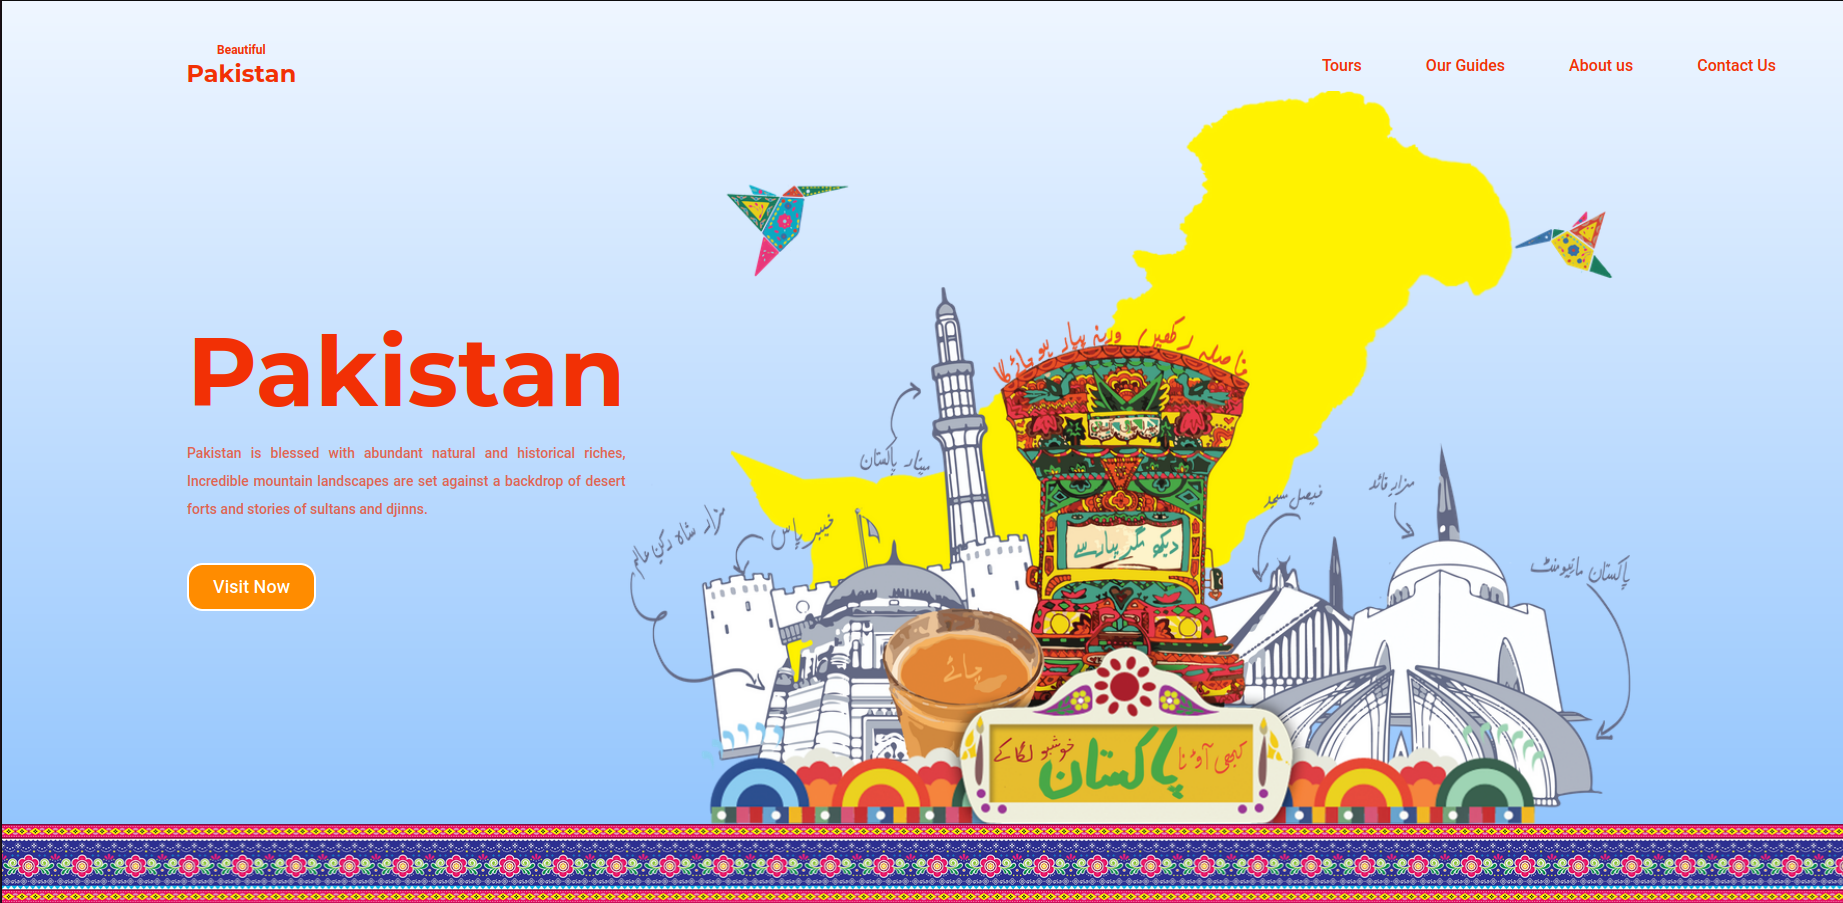 Beautiful
Pakistan
Tours
Our Guides
About us
Contact Us
Pakistan
Pakistan is blessed with abundant natural and historical riches,
Incredible mountain landscapes are set against a backdrop of desert
forts and stories of sultans and djinns.
Visit Now
فاصلہ رکھیں ورنہ پیار ہو جائے گا
مینار پاکستان
مزار شاہ رکن عالم
خیبر پاس
فیصل مسجد
مزار قائد
پاکستان مانیومنٹ
دیکھ مگر پیار سے
چائے
کبھی آؤ نا پاکستان خوشبو لگا کے